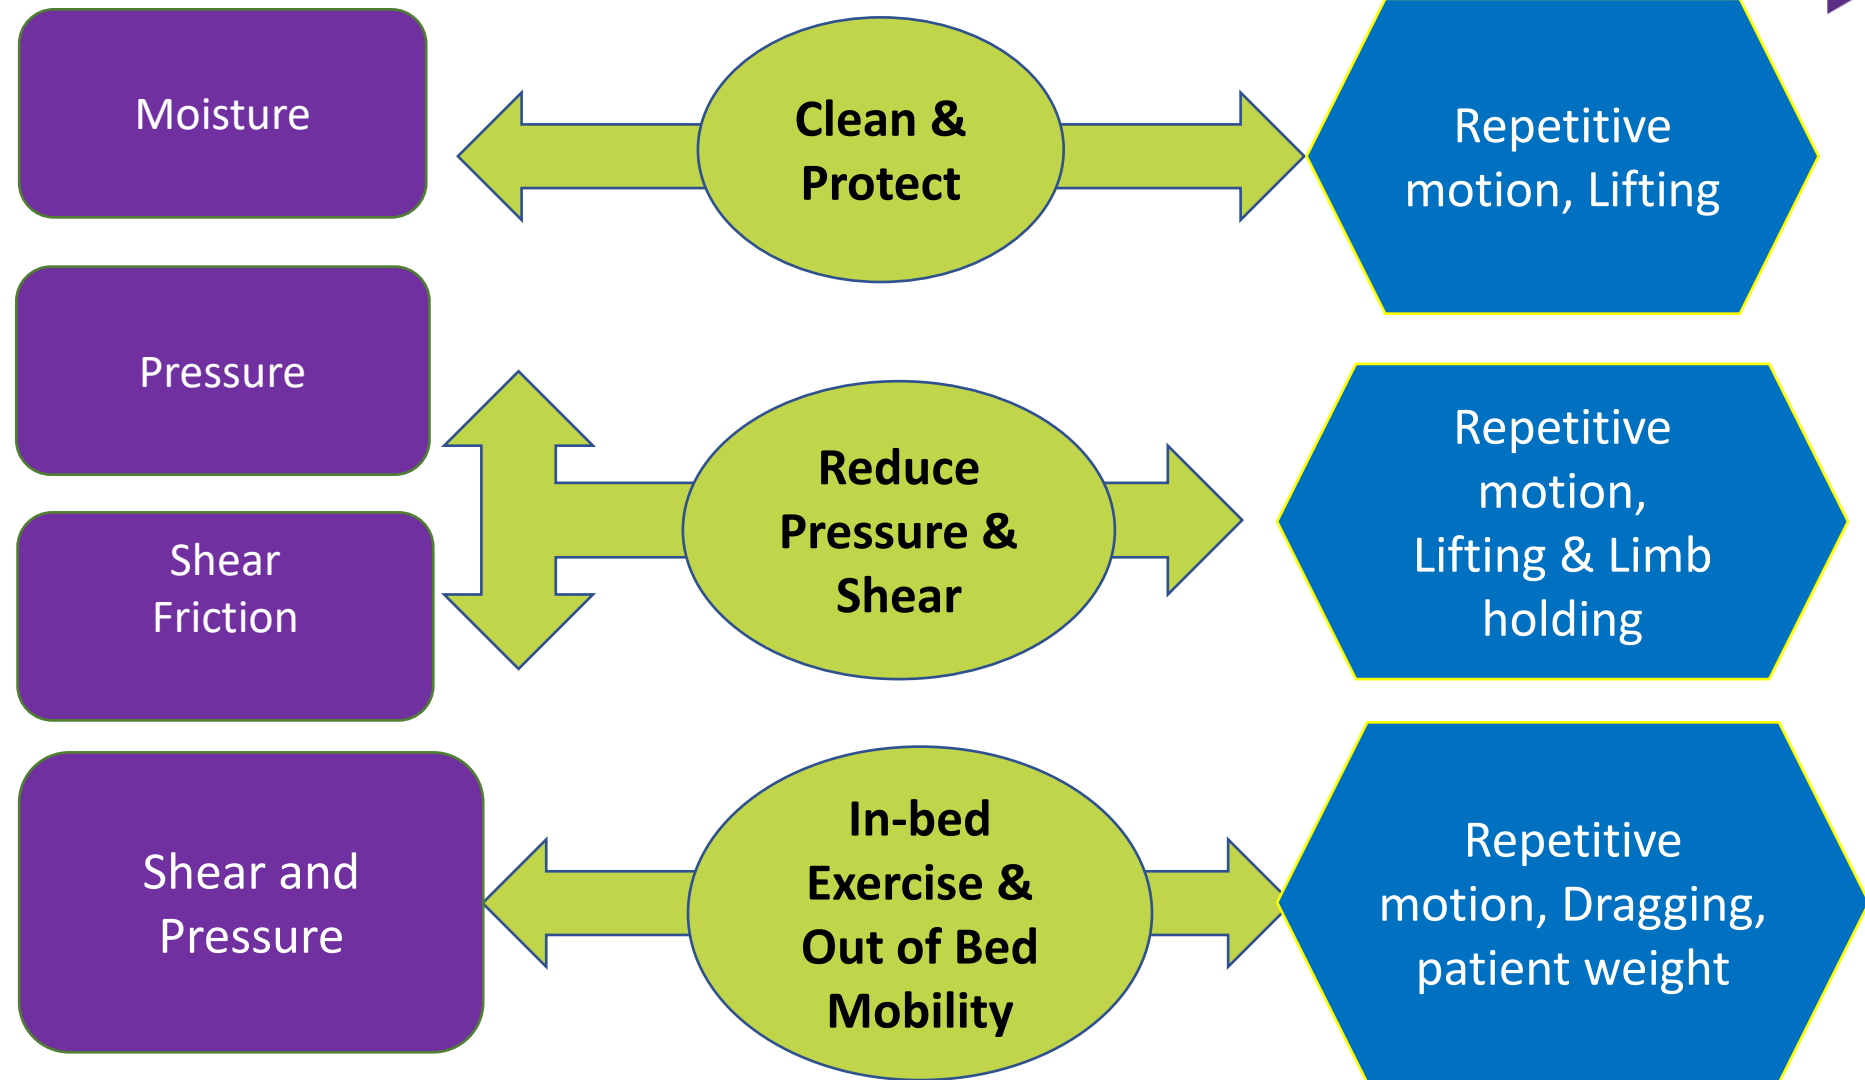 Moisture
Clean &
Protect
Repetitive
motion, Lifting
Pressure
Shear
Friction
Reduce
Pressure &
Shear
Repetitive
motion,
Lifting & Limb
holding
Shear and
Pressure
In-bed
Exercise &
Out of Bed
Mobility
Repetitive
motion, Dragging,
patient weight